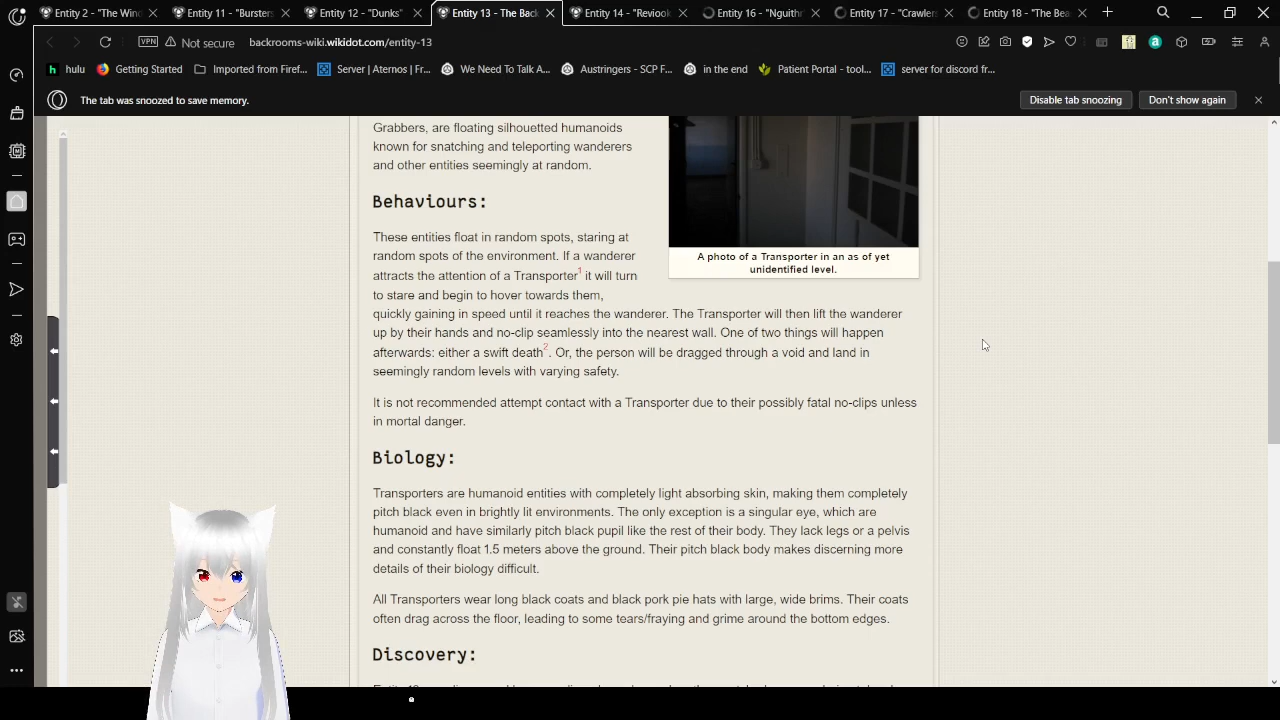 Entity 2 - "The Wind
Entity 11 - "Bursters
Entity 12 - "Dunks"
Entity 13 - The Bac
Entity 14 - "Reviook
Entity 16 - "Nguithr
Entity 17 - "Crawlers
Entity 18 - "The Bea
VPN
Not secure
backrooms-wiki.wikidot.com/entity-13
hulu
Getting Started
Imported from Firef...
Server | Aternos | Fr...
We Need To Talk A...
Austringers - SCP F...
in the end
Patient Portal - tool...
server for discord fr...
The tab was snoozed to save memory.
Disable tab snoozing
Don't show again
Grabbers, are floating silhouetted humanoids
known for snatching and teleporting wanderers
and other entities seemingly at random.
A photo of a Transporter in an as of yet
unidentified level.
Behaviours:
These entities float in random spots, staring at
random spots of the environment. If a wanderer
attracts the attention of a Transporter1 it will turn
to stare and begin to hover towards them,
quickly gaining in speed until it reaches the wanderer. The Transporter will then lift the wanderer
up by their hands and no-clip seamlessly into the nearest wall. One of two things will happen
afterwards: either a swift death2. Or, the person will be dragged through a void and land in
seemingly random levels with varying safety.
It is not recommended attempt contact with a Transporter due to their possibly fatal no-clips unless
in mortal danger.
Biology:
Transporters are humanoid entities with completely light absorbing skin, making them completely
pitch black even in brightly lit environments. The only exception is a singular eye, which are
humanoid and have similarly pitch black pupil like the rest of their body. They lack legs or a pelvis
and constantly float 1.5 meters above the ground. Their pitch black body makes discerning more
details of their biology difficult.
All Transporters wear long black coats and black pork pie hats with large, wide brims. Their coats
often drag across the floor, leading to some tears/fraying and grime around the bottom edges.
Discovery: